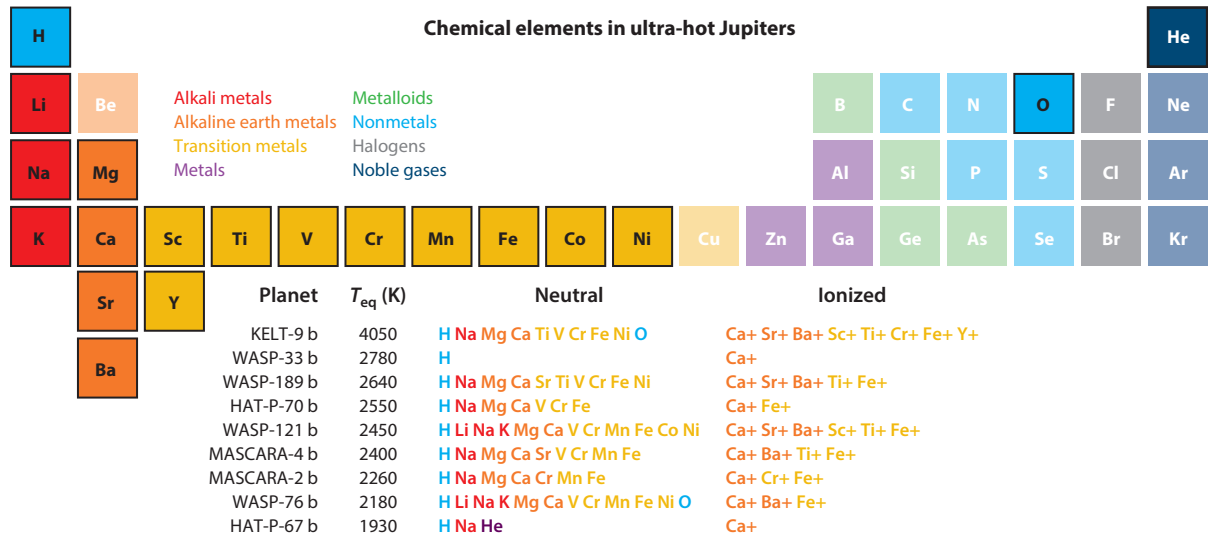 Chemical elements in ultra-hot Jupiters
H He
Li Be B C N O F Ne
Alkali metals Metalloids
Alkaline earth metals Nonmetals
Transition metals Halogens
Metals Noble gases
Na Mg Al Si P S Cl Ar
K Ca Sc Ti V Cr Mn Fe Co Ni Cu Zn Ga Ge As Se Br Kr
Sr Y
Ba
Planet Teq (K) Neutral Ionized
KELT-9 b 4050 H Na Mg Ca Ti V Cr Fe Ni O Ca+ Sr+ Ba+ Sc+ Ti+ Cr+ Fe+ Y+
WASP-33 b 2780 H Ca+
WASP-189 b 2640 H Na Mg Ca Sr Ti V Cr Fe Ni Ca+ Sr+ Ba+ Ti+ Fe+
HAT-P-70 b 2550 H Na Mg Ca V Cr Fe Ca+ Fe+
WASP-121 b 2450 H Li Na K Mg Ca V Cr Mn Fe Co Ni Ca+ Sr+ Ba+ Sc+ Ti+ Fe+
MASCARA-4 b 2400 H Na Mg Ca Sr V Cr Mn Fe Ca+ Ba+ Ti+ Fe+
MASCARA-2 b 2260 H Na Mg Ca Cr Mn Fe Ca+ Cr+ Fe+
WASP-76 b 2180 H Li Na K Mg Ca V Cr Mn Fe Ni O Ca+ Ba+ Fe+
HAT-P-67 b 1930 H Na He Ca+